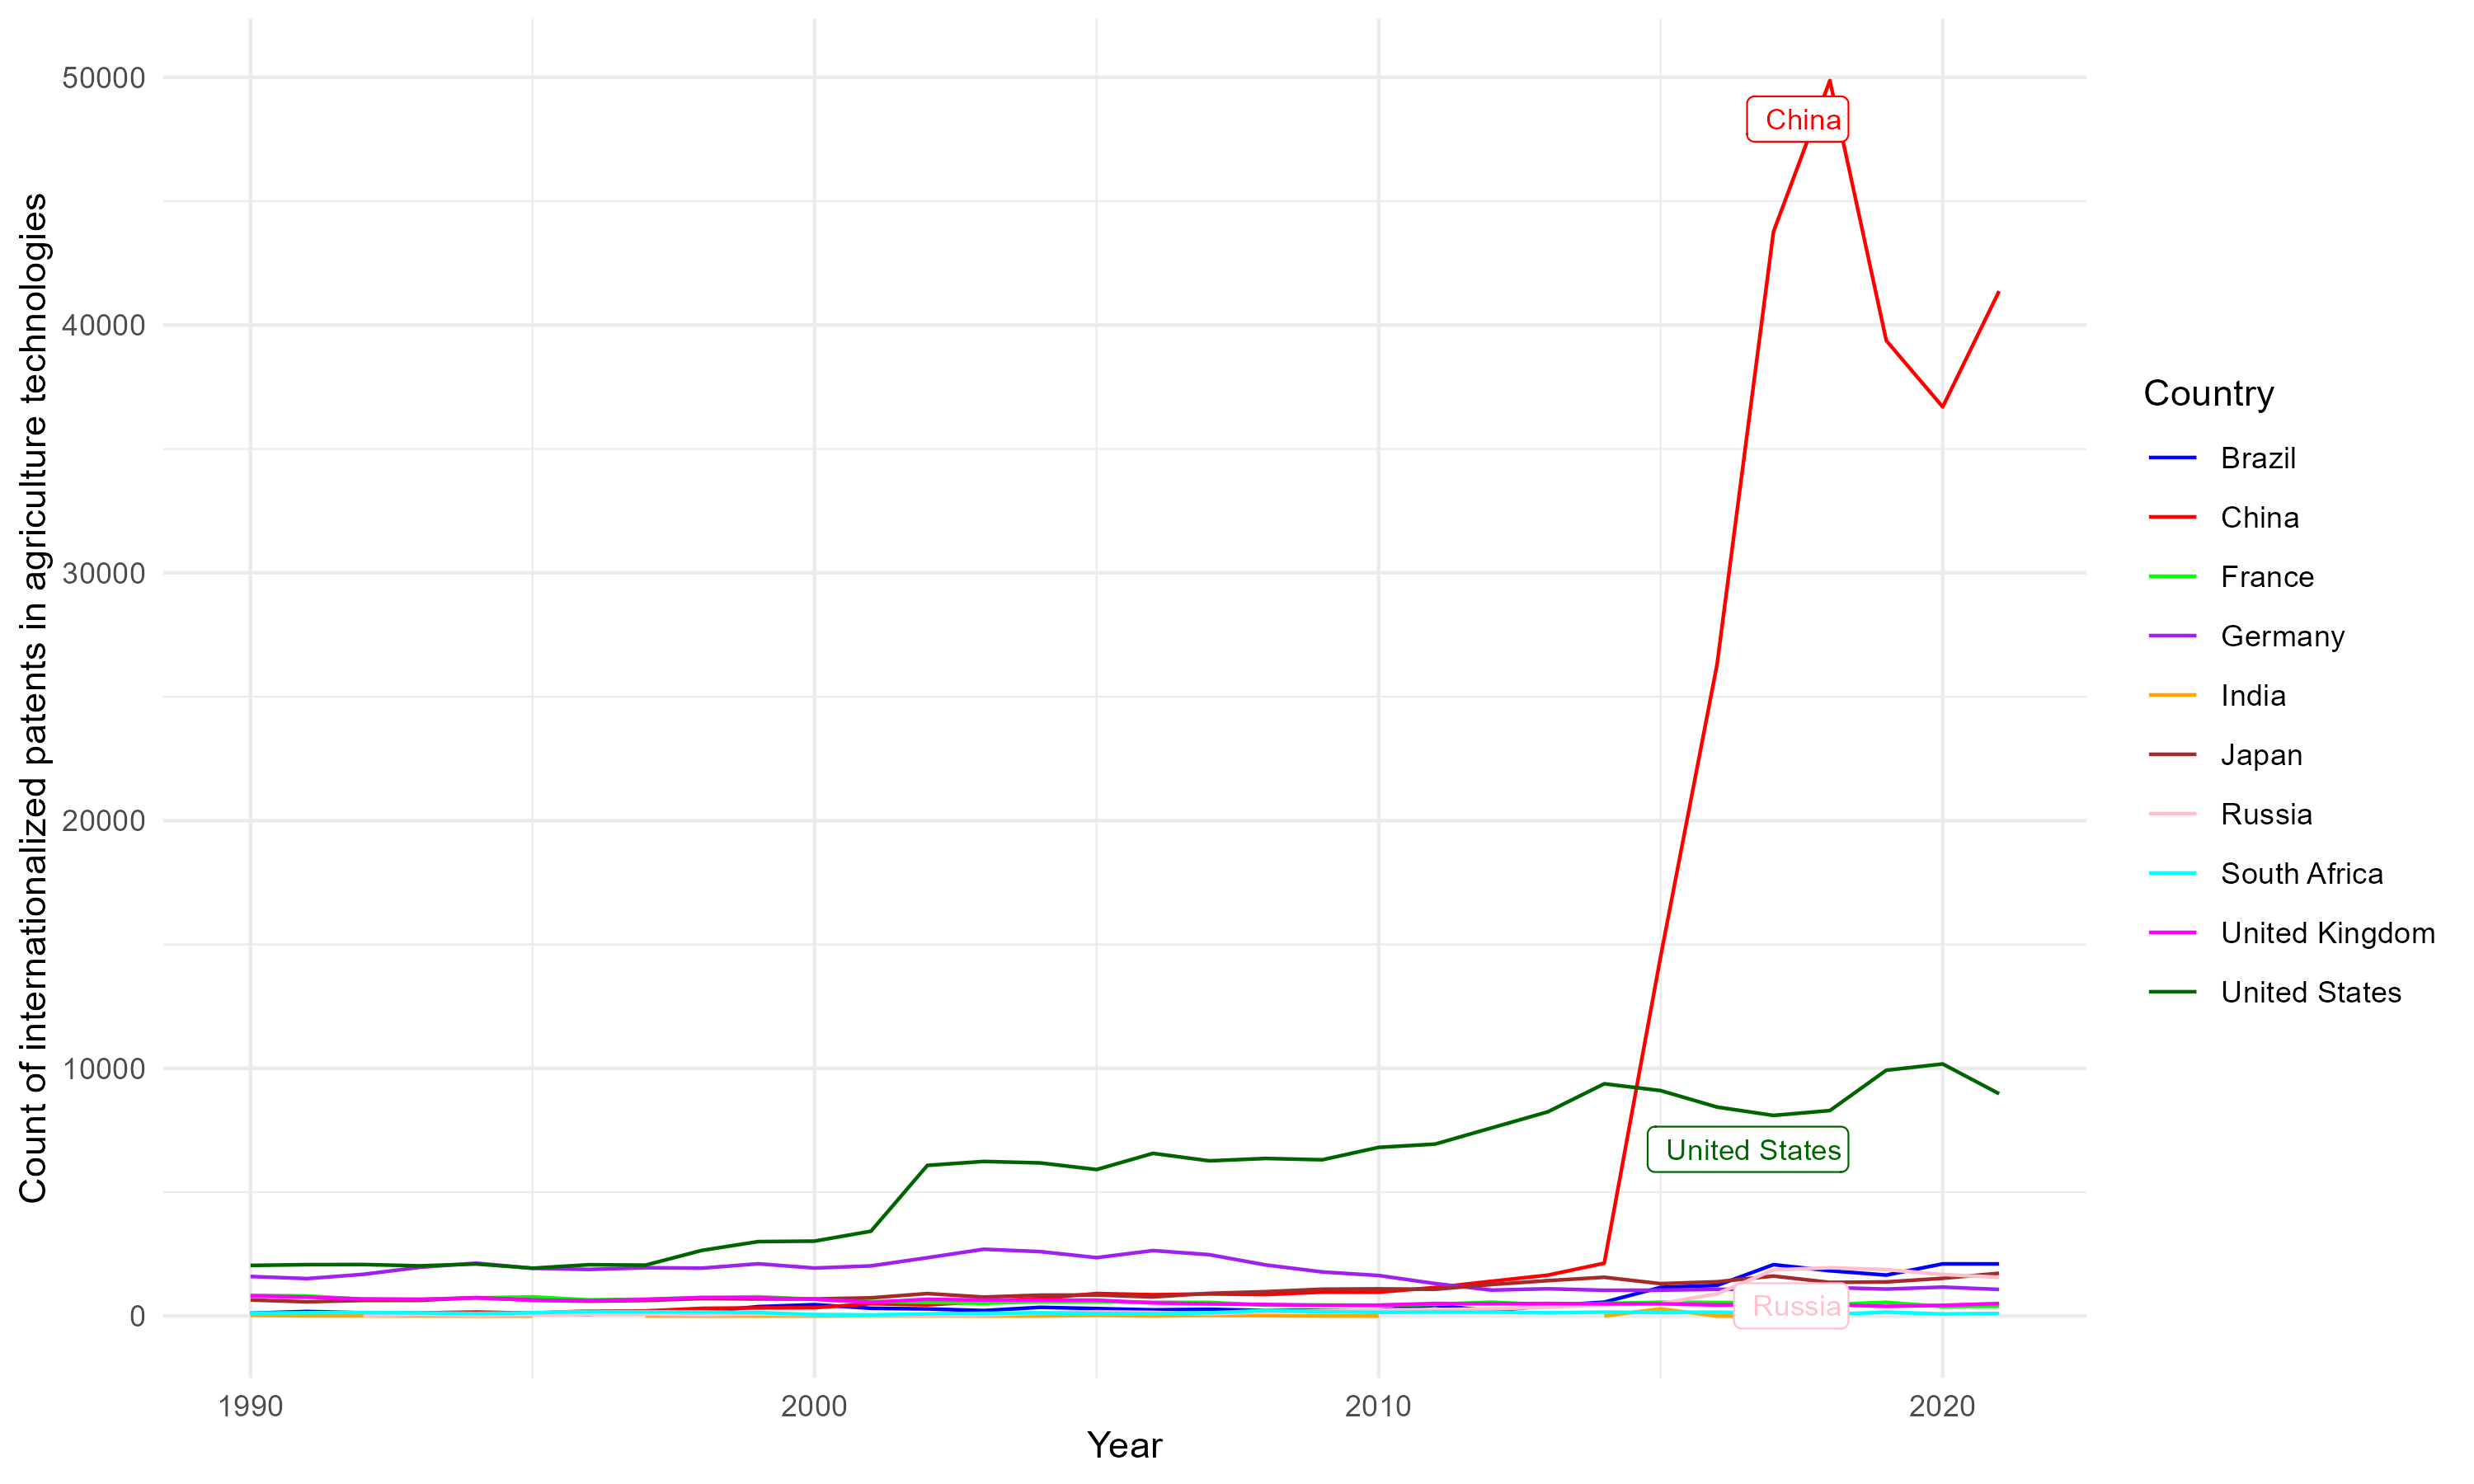 Count of internationalized patents in agriculture technologies
50000
40000
30000
20000
10000
0
1990
2000
2010
2020
Year
China
United States
Russia
Country
Brazil
China
France
Germany
India
Japan
Russia
South Africa
United Kingdom
United States